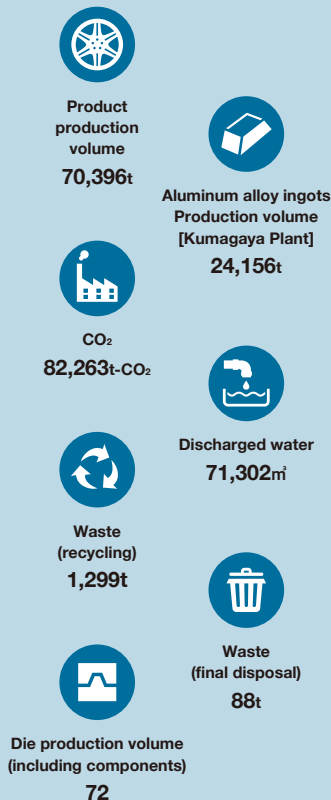 Product
production
volume
70,396t
Aluminum alloy ingots
Production volume
[Kumagaya Plant]
24,156t
CO₂
82,263t-CO₂
Discharged water
71,302㎥
Waste
(recycling)
1,299t
Waste
(final disposal)
88t
Die production volume
(including components)
72